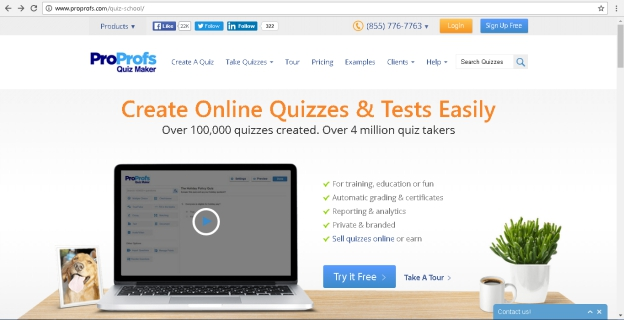 www.proprofs.com/quiz-school/
Products
Like 22K Follow Follow 322
(855) 776-7763
Login
Sign Up Free
ProProfs
Quiz Maker
Create A Quiz Take Quizzes Tour Pricing Examples Clients Help Search Quizzes
Create Online Quizzes & Tests Easily
Over 100,000 quizzes created. Over 4 million quiz takers
For training, education or fun
Automatic grading & certificates
Reporting & analytics
Private & branded
Sell quizzes online or earn
Try It Free
Take A Tour
ProProfs
Contact us!